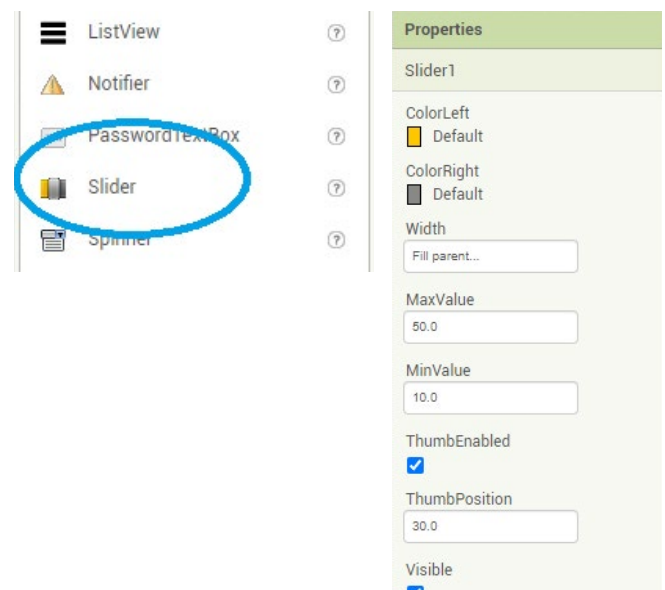 ListView
Notifier
PasswordTextBox
Slider
Spinner
Properties
Slider1
ColorLeft
Default
ColorRight
Default
Width
Fill parent...
MaxValue
50.0
MinValue
10.0
ThumbEnabled
ThumbPosition
30.0
Visible